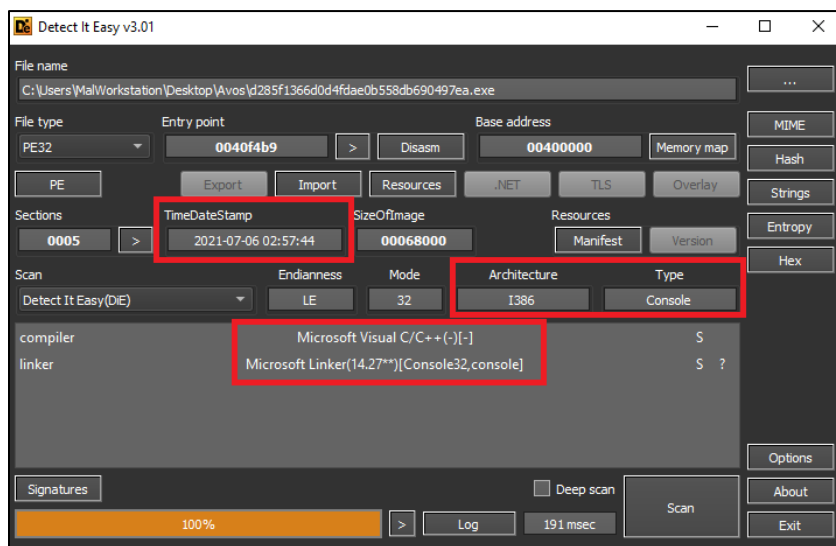 Detect It Easy v3.01
File name
C:\Users\MalWorkstation\Desktop\Avos\d285f1366d0d4fdae0b558db690497ea.exe
...
File type Entry point Base address
PE32 0040f4b9 > Disasm 00400000 Memory map MIME
Hash
PE Export Import Resources .NET TLS Overlay
Strings
Sections TimeDateStamp SizeOfImage Resources
Entropy
0005 > 2021-07-06 02:57:44 00068000 Manifest Version
Hex
Scan Endianness Mode Architecture Type
Detect It Easy(DiE) LE 32 I386 Console
compiler Microsoft Visual C/C++(-)[-] S
linker Microsoft Linker(14.27**)[Console32,console] S ?
Options
Signatures Deep scan About
Scan
100% > Log 191 msec Exit